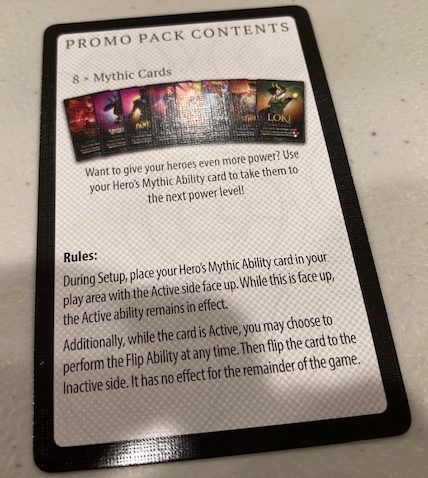 PROMO PACK CONTENTS
8 × Mythic Cards
LOKI
Want to give your heroes even more power? Use
your Hero's Mythic Ability card to take them to
the next power level!
Rules:
During Setup, place your Hero's Mythic Ability card in your
play area with the Active side face up. While this is face up,
the Active ability remains in effect.
Additionally, while the card is Active, you may choose to
perform the Flip Ability at any time. Then flip the card to the
Inactive side. It has no effect for the remainder of the game.